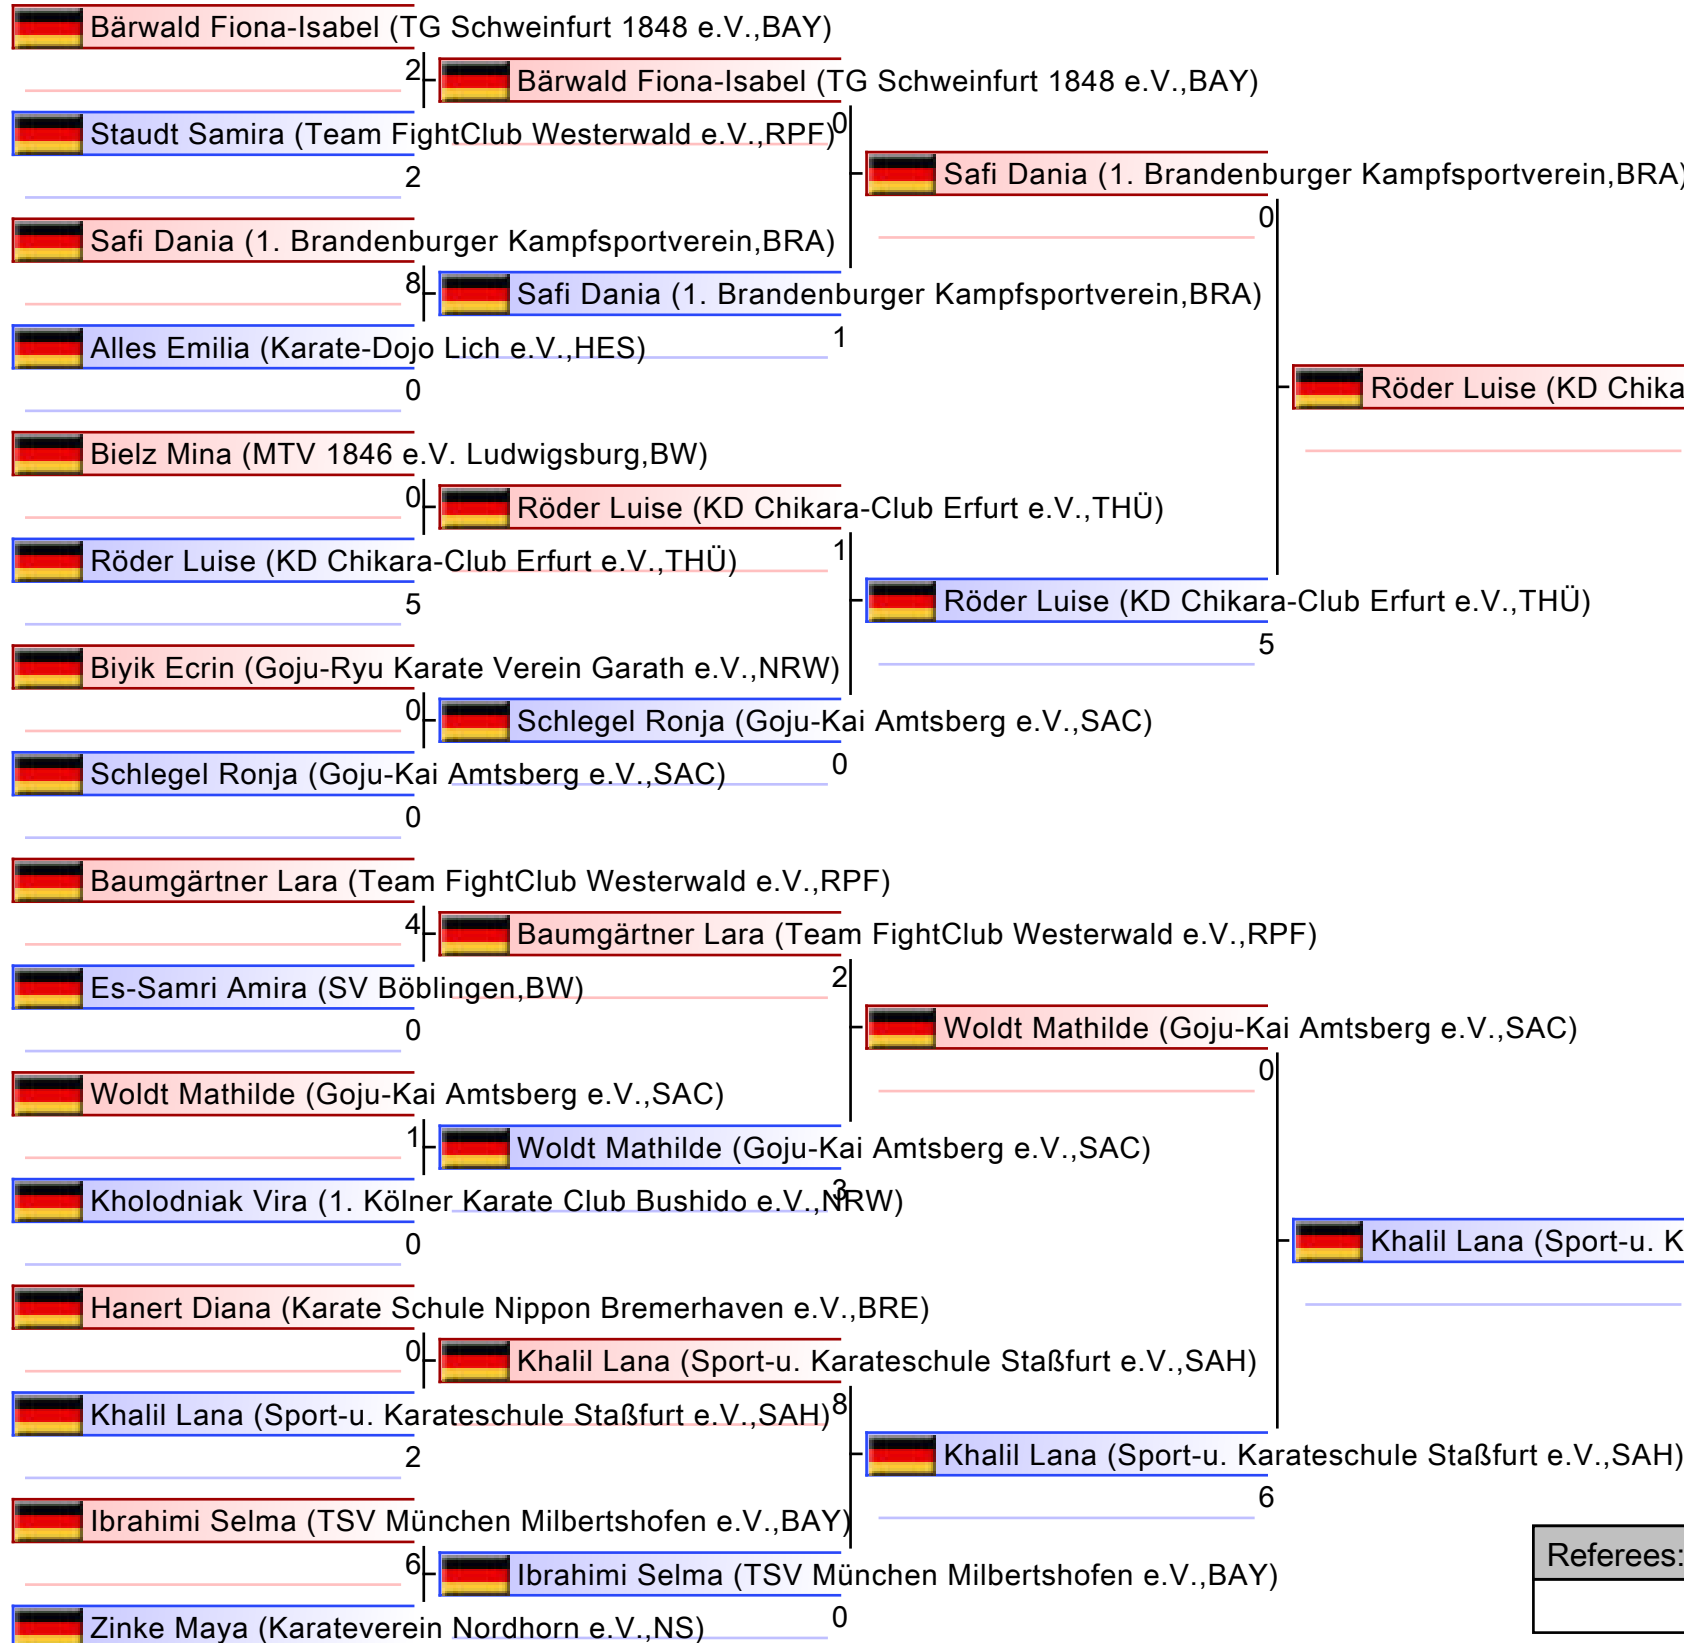 Bärwald Fiona-Isabel (TG Schweinfurt 1848 e.V.,BAY)
2
Bärwald Fiona-Isabel (TG Schweinfurt 1848 e.V.,BAY)
Staudt Samira (Team FightClub Westerwald e.V.,RPF)
0
2
Safi Dania (1. Brandenburger Kampfsportverein,BRA)
0
Safi Dania (1. Brandenburger Kampfsportverein,BRA)
8
Safi Dania (1. Brandenburger Kampfsportverein,BRA)
1
Alles Emilia (Karate-Dojo Lich e.V.,HES)
0
Röder Luise (KD Chika
Bielz Mina (MTV 1846 e.V. Ludwigsburg,BW)
0
Röder Luise (KD Chikara-Club Erfurt e.V.,THÜ)
1
Röder Luise (KD Chikara-Club Erfurt e.V.,THÜ)
5
Röder Luise (KD Chikara-Club Erfurt e.V.,THÜ)
5
Biyik Ecrin (Goju-Ryu Karate Verein Garath e.V.,NRW)
0
Schlegel Ronja (Goju-Kai Amtsberg e.V.,SAC)
0
Schlegel Ronja (Goju-Kai Amtsberg e.V.,SAC)
0
Baumgärtner Lara (Team FightClub Westerwald e.V.,RPF)
4
Baumgärtner Lara (Team FightClub Westerwald e.V.,RPF)
2
Es-Samri Amira (SV Böblingen,BW)
0
Woldt Mathilde (Goju-Kai Amtsberg e.V.,SAC)
0
Woldt Mathilde (Goju-Kai Amtsberg e.V.,SAC)
1
Woldt Mathilde (Goju-Kai Amtsberg e.V.,SAC)
3
Kholodniak Vira (1. Kölner Karate Club Bushido e.V.,NRW)
0
Khalil Lana (Sport-u. K
Hanert Diana (Karate Schule Nippon Bremerhaven e.V.,BRE)
0
Khalil Lana (Sport-u. Karateschule Staßfurt e.V.,SAH)
8
Khalil Lana (Sport-u. Karateschule Staßfurt e.V.,SAH)
2
Khalil Lana (Sport-u. Karateschule Staßfurt e.V.,SAH)
6
Ibrahimi Selma (TSV München Milbertshofen e.V.,BAY)
6
Ibrahimi Selma (TSV München Milbertshofen e.V.,BAY)
0
Zinke Maya (Karateverein Nordhorn e.V.,NS)
Referees: